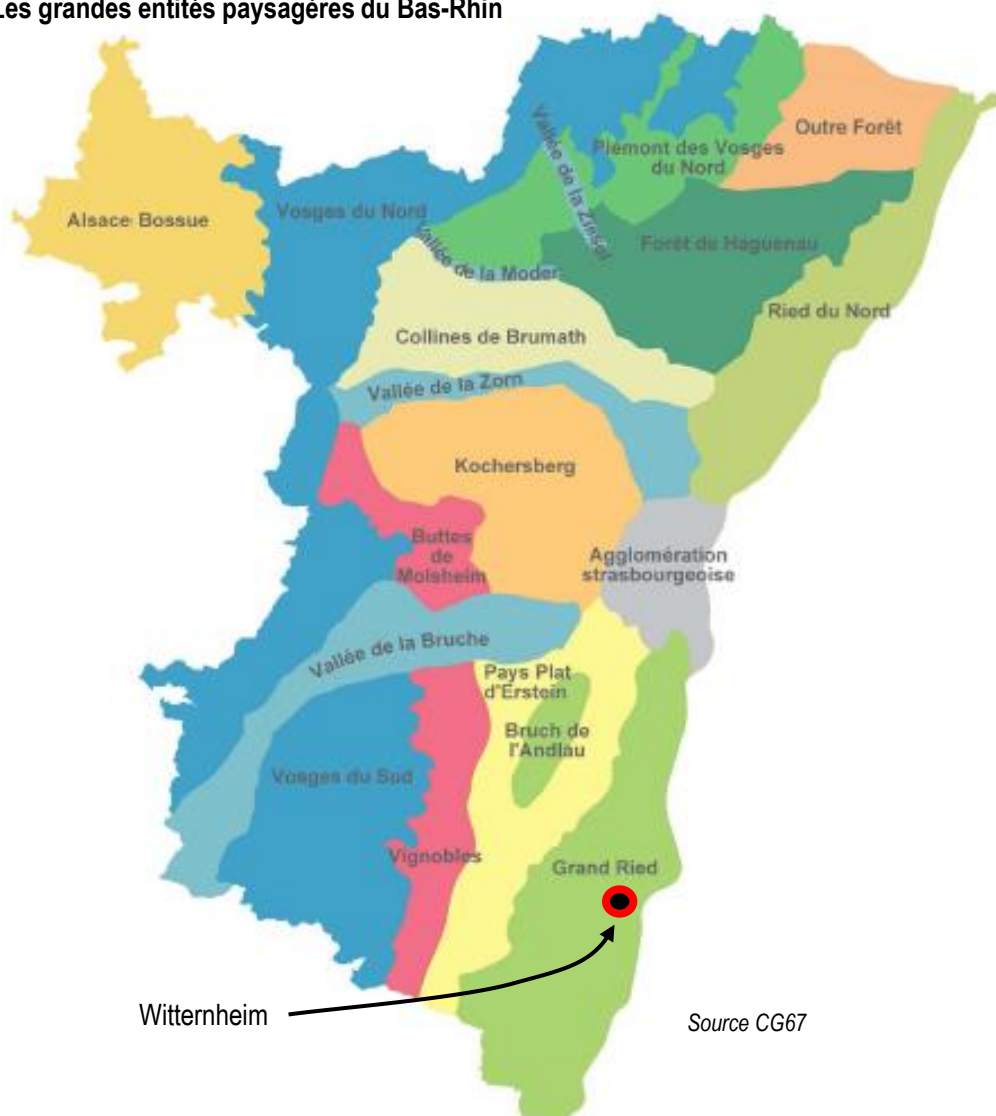 Les grandes entités paysagères du Bas-Rhin
Outre Forêt
Piémont des Vosges
du Nord
Vallée de la Zinsel
Alsace Bossue
Vosges du Nord
Forêt de Haguenau
Vallée de la Moder
Ried du Nord
Collines de Brumath
Vallée de la Zorn
Kochersberg
Buttes
de
Molsheim
Agglomération
strasbourgeoise
Vallée de la Bruche
Pays Plat
d'Erstein
Bruch de
l'Andlau
Vosges du Sud
Vignobles
Grand Ried
Witternheim
Source CG67